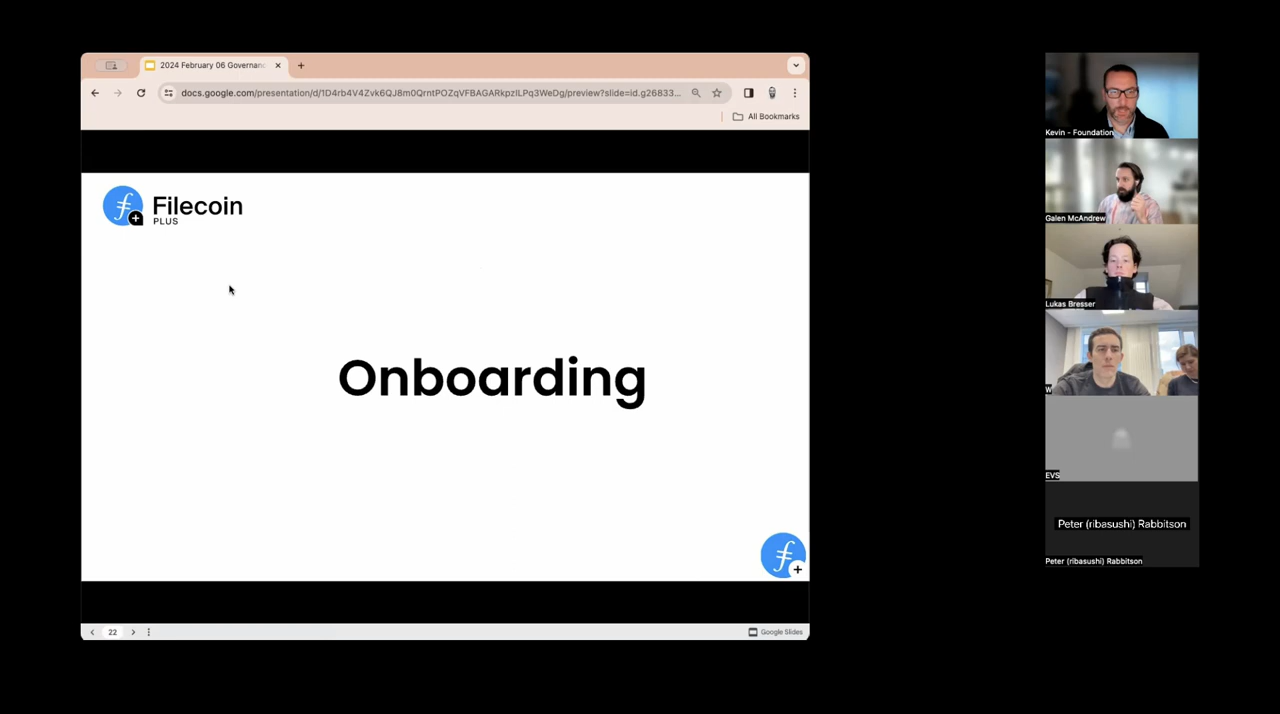 2024 February 06 Governanc
docs.google.com/presentation/d/1D4rb4V4Zvk6QJ8m0QrntPOZqVFBAGARkpzILPq3WeDg/preview?slide=id.g26833...
All Bookmarks
Filecoin
PLUS
Onboarding
22
Google Slides
Kevin - Foundation
Galen McAndrew
Lukas Bresser
W
EVS
Peter (ribasushi) Rabbitson
Peter (ribasushi) Rabbitson